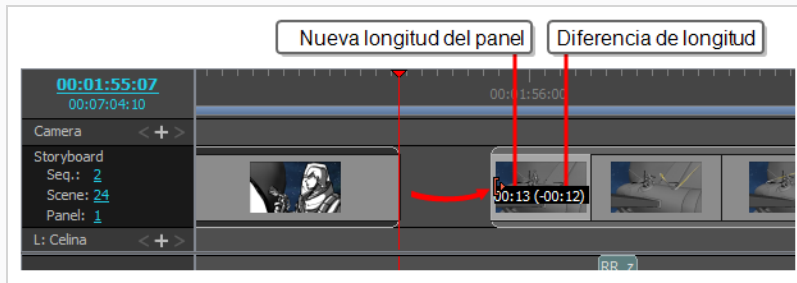 Nueva longitud del panel
Diferencia de longitud
00:01:55:07
00:07:04:10
00:01:56:00
Camera < + >
Storyboard
Seq.: 2
Scene: 24
Panel: 1
00:13 (-00:12)
L: Celina < + >
RR_z